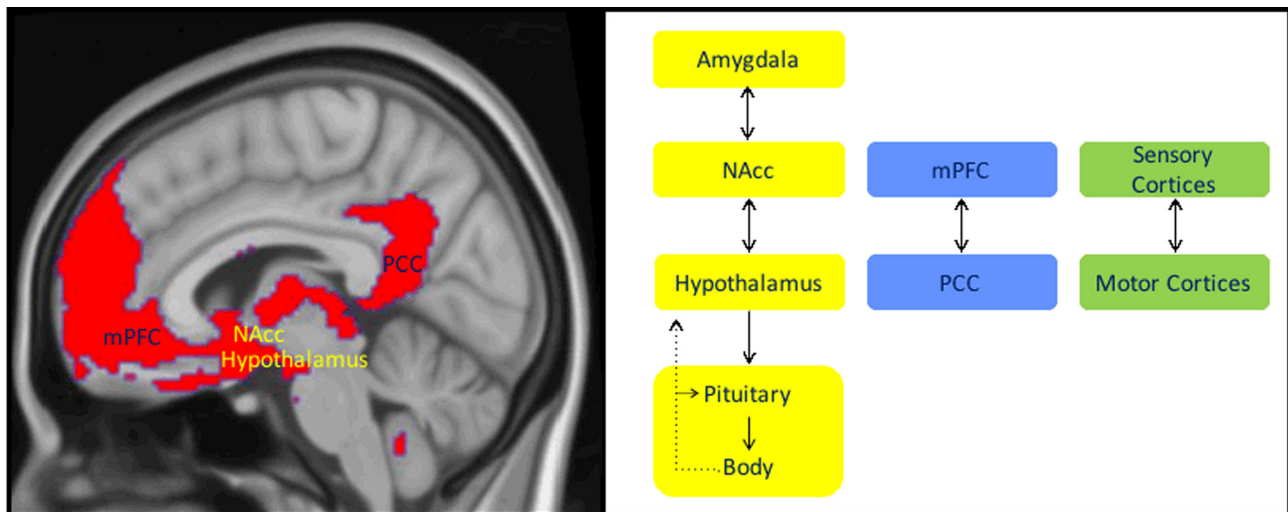 PCC
mPFC
NAcc
Hypothalamus
Amygdala
NAcc
mPFC
Sensory
Cortices
Hypothalamus
PCC
Motor Cortices
Pituitary
Body